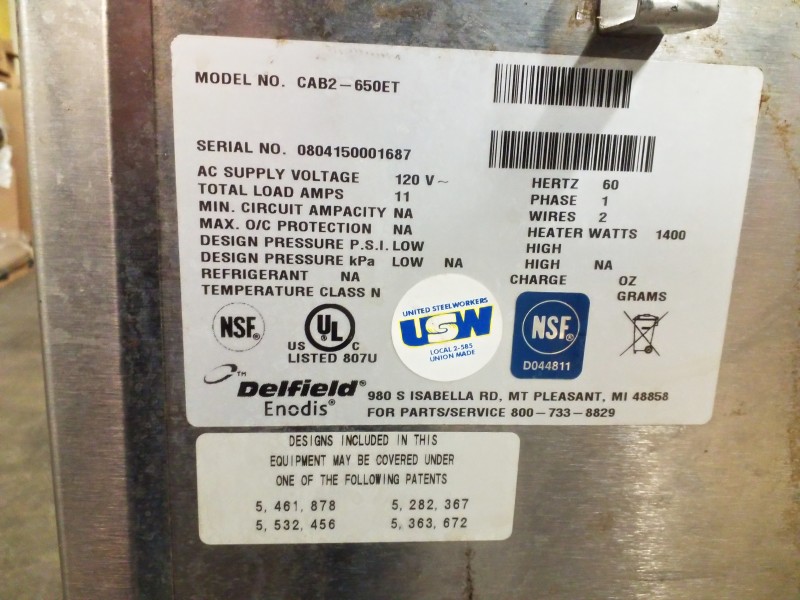 MODEL NO. CAB2-650ET
SERIAL NO. 0804150001687
AC SUPPLY VOLTAGE 120 V~ HERTZ 60
TOTAL LOAD AMPS 11 PHASE 1
MIN. CIRCUIT AMPACITY NA WIRES 2
MAX. O/C PROTECTION NA HEATER WATTS 1400
DESIGN PRESSURE P.S.I. LOW HIGH
DESIGN PRESSURE kPa LOW NA HIGH NA
REFRIGERANT NA CHARGE OZ
TEMPERATURE CLASS N GRAMS
NSF®
US UL® C
LISTED 807U
UNITED STEELWORKERS
USW
LOCAL 2-585
UNION MADE
NSF®
D044811
™
Delfield®
Enodis®
980 S ISABELLA RD, MT PLEASANT, MI 48858
FOR PARTS/SERVICE 800-733-8829
DESIGNS INCLUDED IN THIS
EQUIPMENT MAY BE COVERED UNDER
ONE OF THE FOLLOWING PATENTS
5,461,878 5,282,367
5,532,456 5,363,672